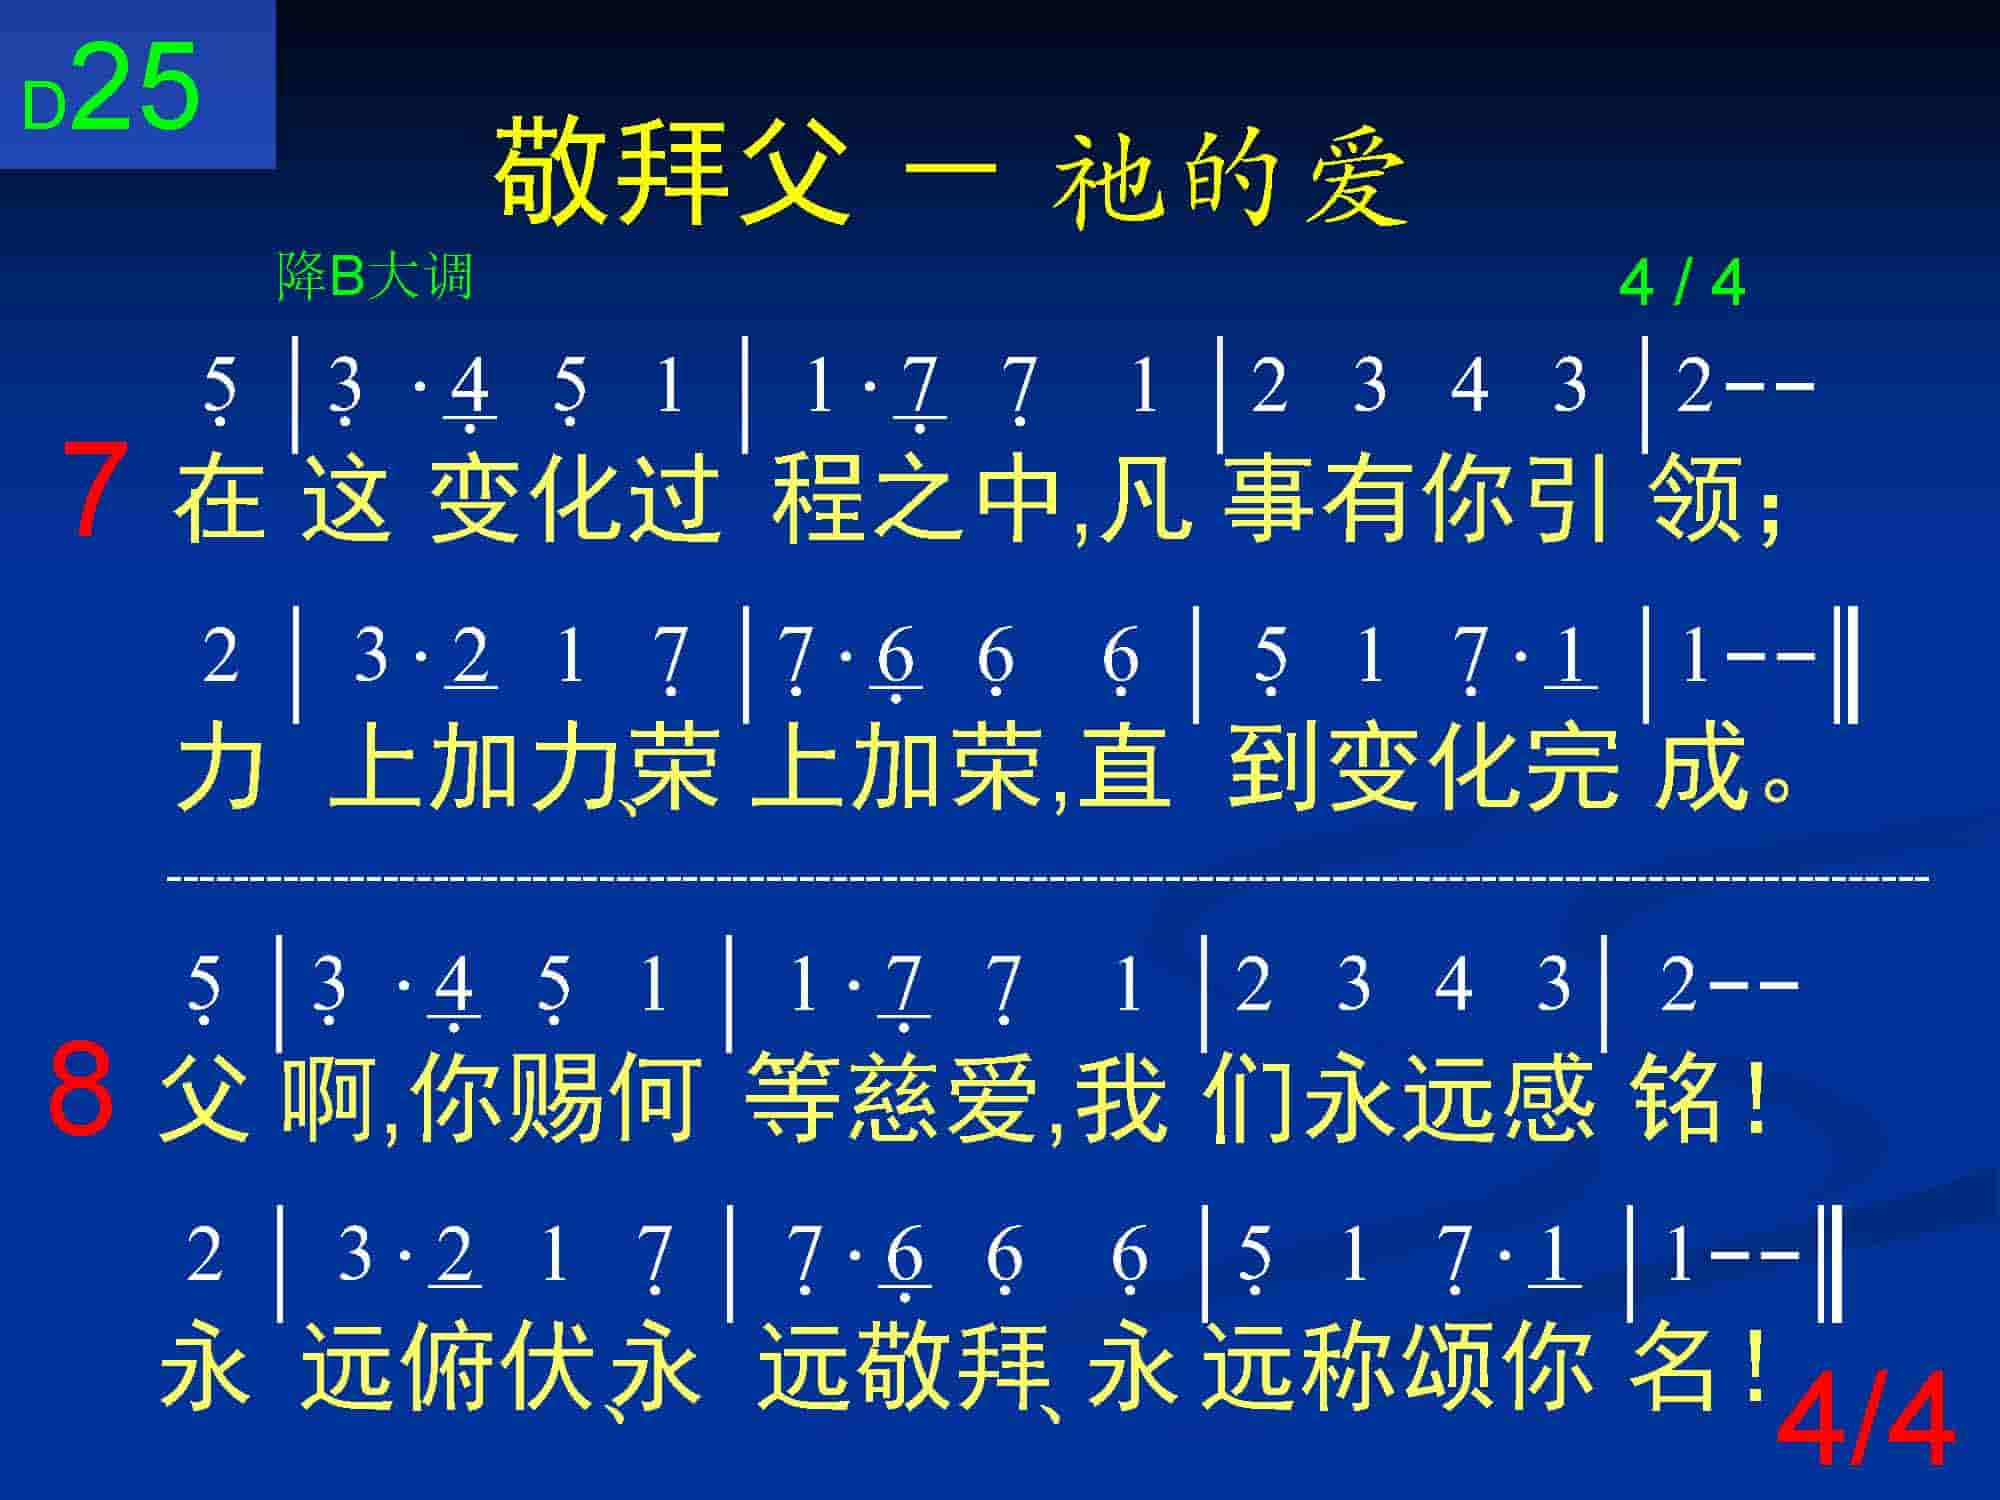 D25
敬拜父 － 祂的爱
降B大调 4 / 4
5̣ | 3̣ · 4̣̲ 5̣ 1 | 1 · 7̣̲ 7̣ 1 | 2 3 4 3 | 2 – –
7 在 这 变化过 程之中,凡 事有你引 领；
2 | 3 · 2̲ 1 7̣ | 7̣ · 6̣̲ 6̣ 6̣ | 5̣ 1 7̣ · 1̲ | 1 – – ‖
力 上加力、荣 上加荣,直 到变化完 成。
5̣ | 3̣ · 4̣̲ 5̣ 1 | 1 · 7̣̲ 7̣ 1 | 2 3 4 3 | 2 – –
8 父 啊,你赐何 等慈爱,我 们永远感 铭！
2 | 3 · 2̲ 1 7̣ | 7̣ · 6̣̲ 6̣ 6̣ | 5̣ 1 7̣ · 1̲ | 1 – – ‖
永 远俯伏、永 远敬拜、永 远称颂你 名！
4/4